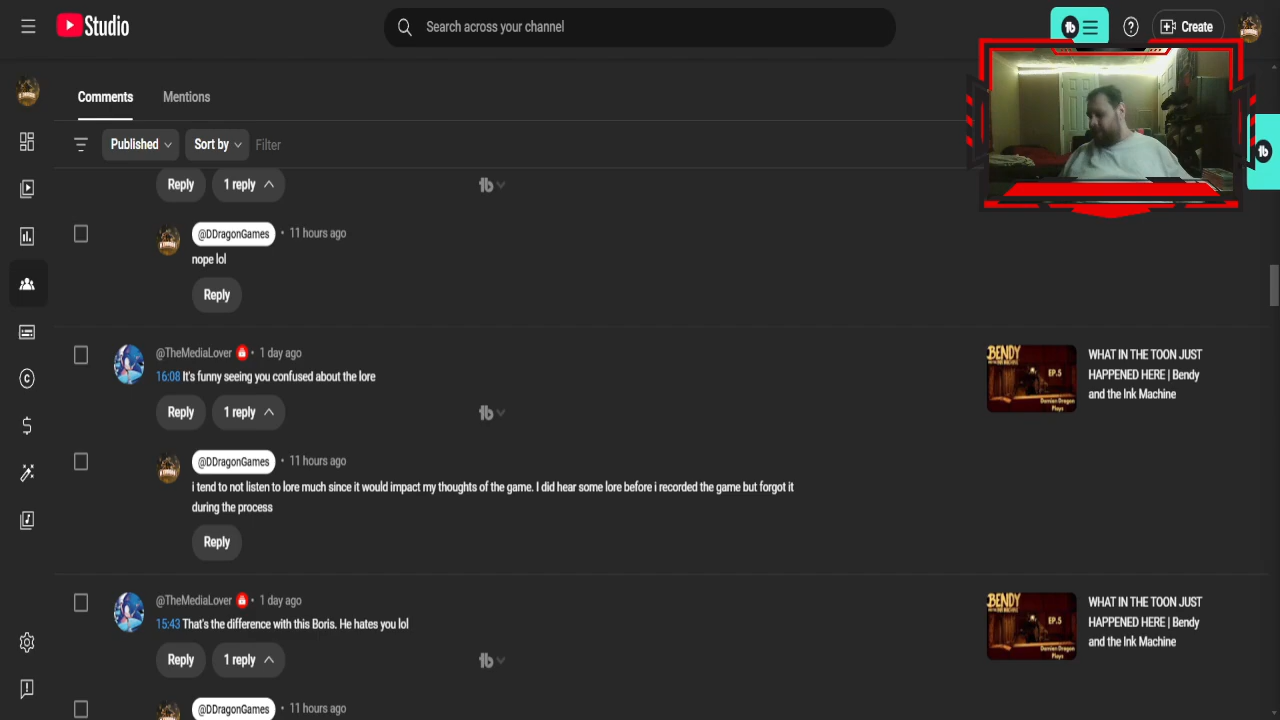 Studio
Search across your channel
Create
Comments
Mentions
Published
Sort by
Filter
Reply
1 reply
@DDragonGames • 11 hours ago
nope lol
Reply
@TheMediaLover • 1 day ago
16:08 It's funny seeing you confused about the lore
Reply
1 reply
BENDY
EP.5
Damien Dragon
Plays
WHAT IN THE TOON JUST
HAPPENED HERE | Bendy
and the Ink Machine
@DDragonGames • 11 hours ago
i tend to not listen to lore much since it would impact my thoughts of the game. I did hear some lore before i recorded the game but forgot it
during the process
Reply
@TheMediaLover • 1 day ago
15:43 That's the difference with this Boris. He hates you lol
Reply
1 reply
BENDY
EP.5
Damien Dragon
Plays
WHAT IN THE TOON JUST
HAPPENED HERE | Bendy
and the Ink Machine
@DDragonGames • 11 hours ago